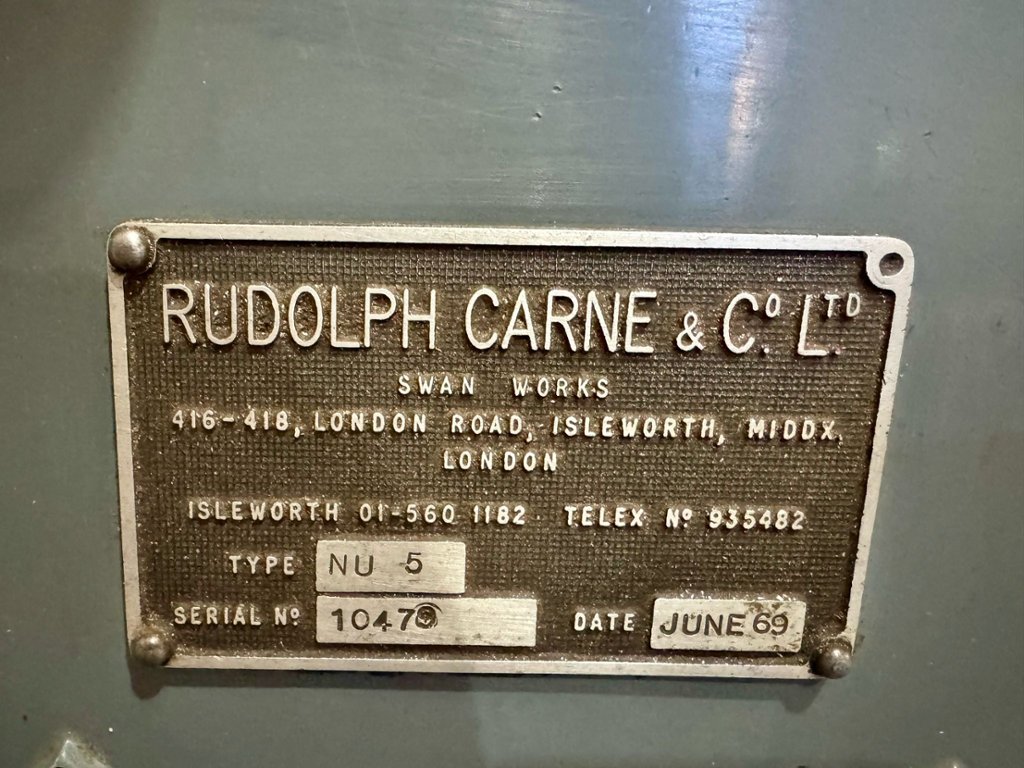 RUDOLPH CARNE & Cº. LTD.
SWAN WORKS
416-418, LONDON ROAD, ISLEWORTH, MIDDX.
LONDON
ISLEWORTH 01-560 1182 TELEX Nº 935482
TYPE NU 5
SERIAL Nº DATE JUNE 69